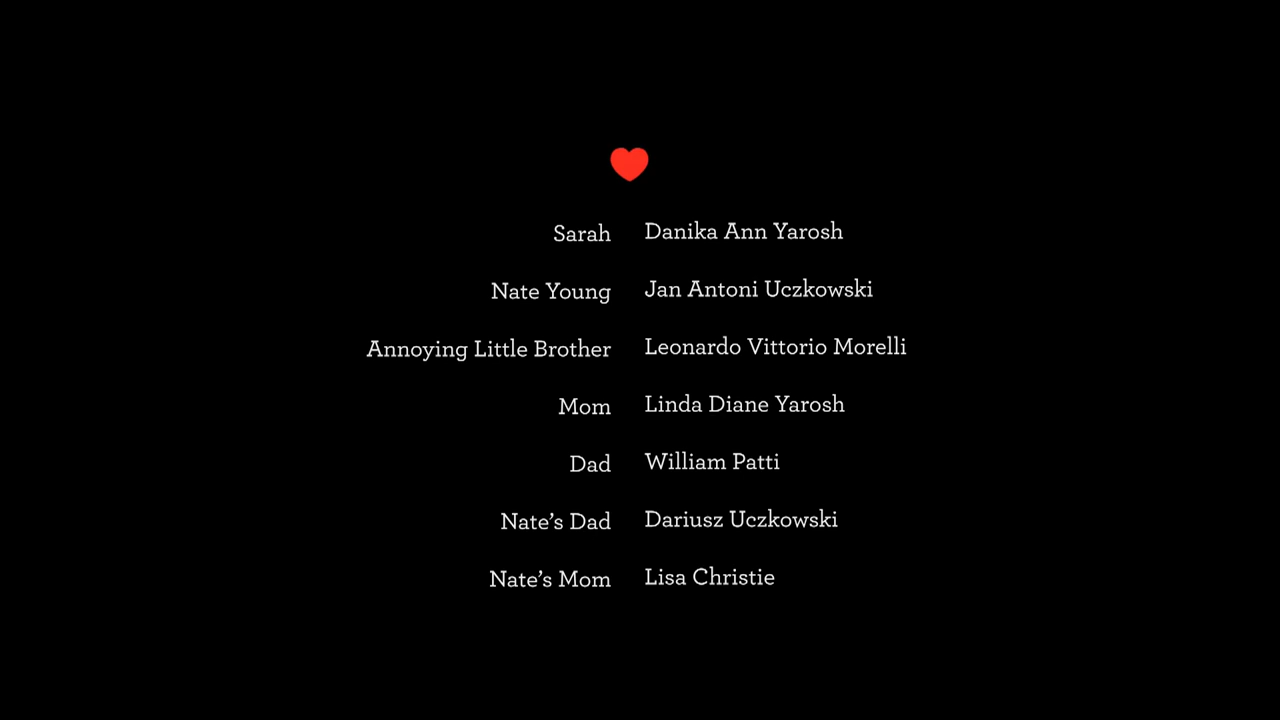 Sarah Danika Ann Yarosh
Nate Young Jan Antoni Uczkowski
Annoying Little Brother Leonardo Vittorio Morelli
Mom Linda Diane Yarosh
Dad William Patti
Nate’s Dad Dariusz Uczkowski
Nate’s Mom Lisa Christie